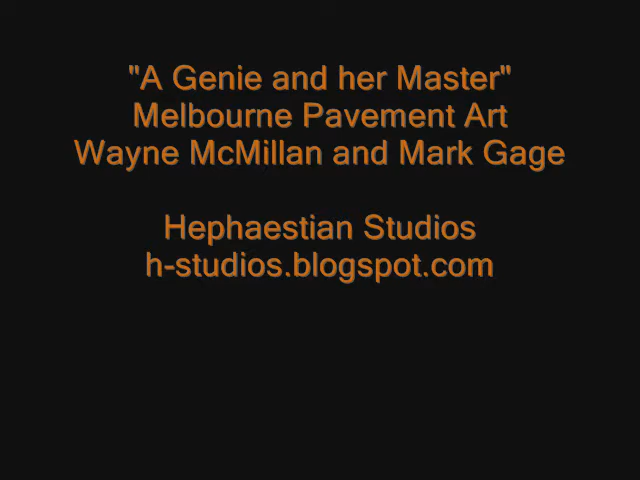 "A Genie and her Master"
Melbourne Pavement Art
Wayne McMillan and Mark Gage
Hephaestian Studios
h-studios.blogspot.com